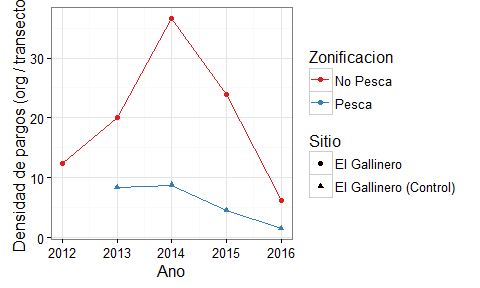 Densidad de pargos (org / transecto
30
20
10
0
2012 2013 2014 2015 2016
Ano
Zonificacion
No Pesca
Pesca
Sitio
El Gallinero
El Gallinero (Control)